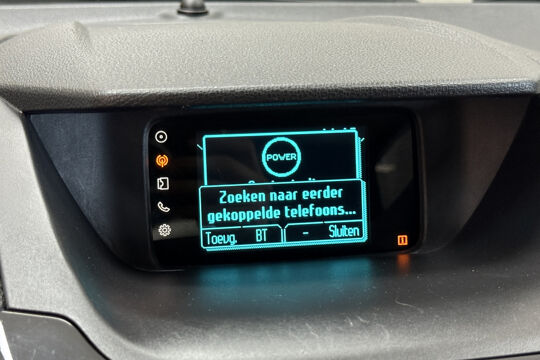 POWER
Zoeken naar eerder
gekoppelde telefoons...
Toevg. BT - Sluiten